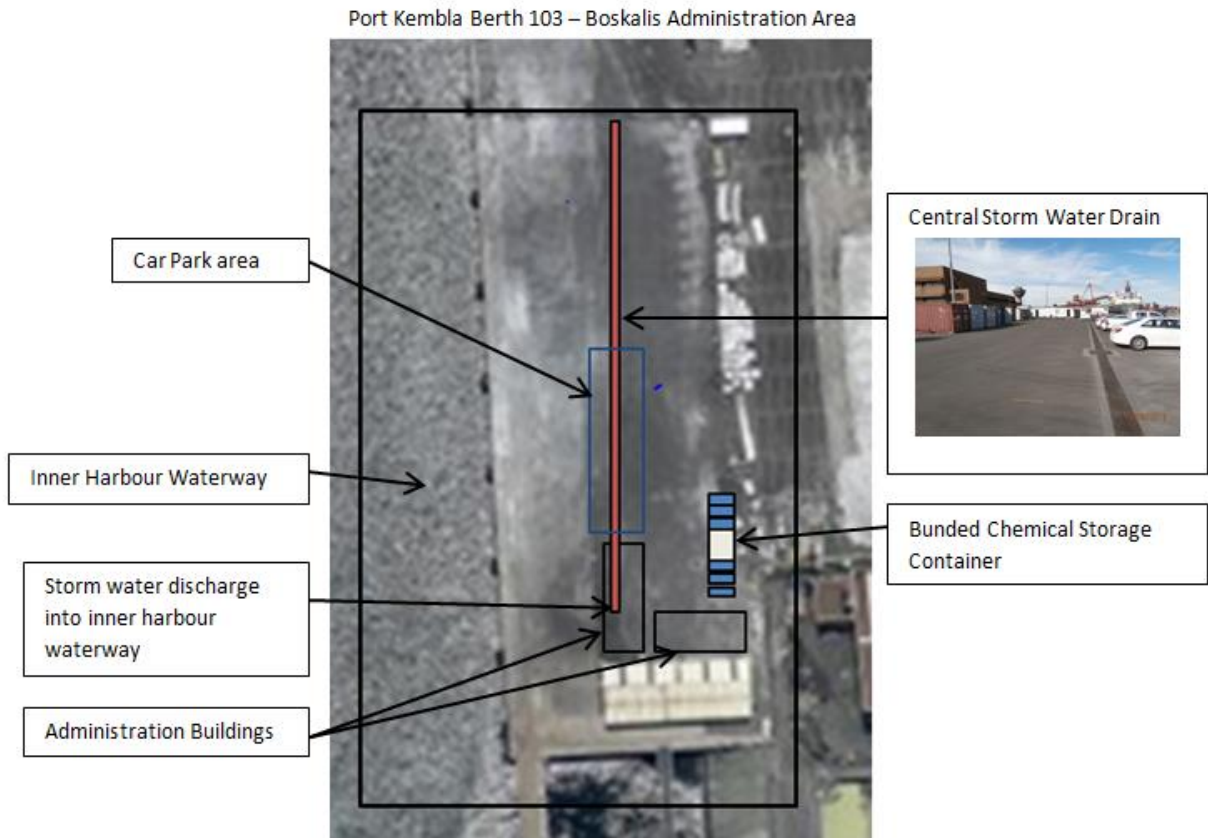 Port Kembla Berth 103 – Boskalis Administration Area
Central Storm Water Drain
Car Park area
Inner Harbour Waterway
Bunded Chemical Storage
Container
Storm water discharge
into inner harbour
waterway
Administration Buildings